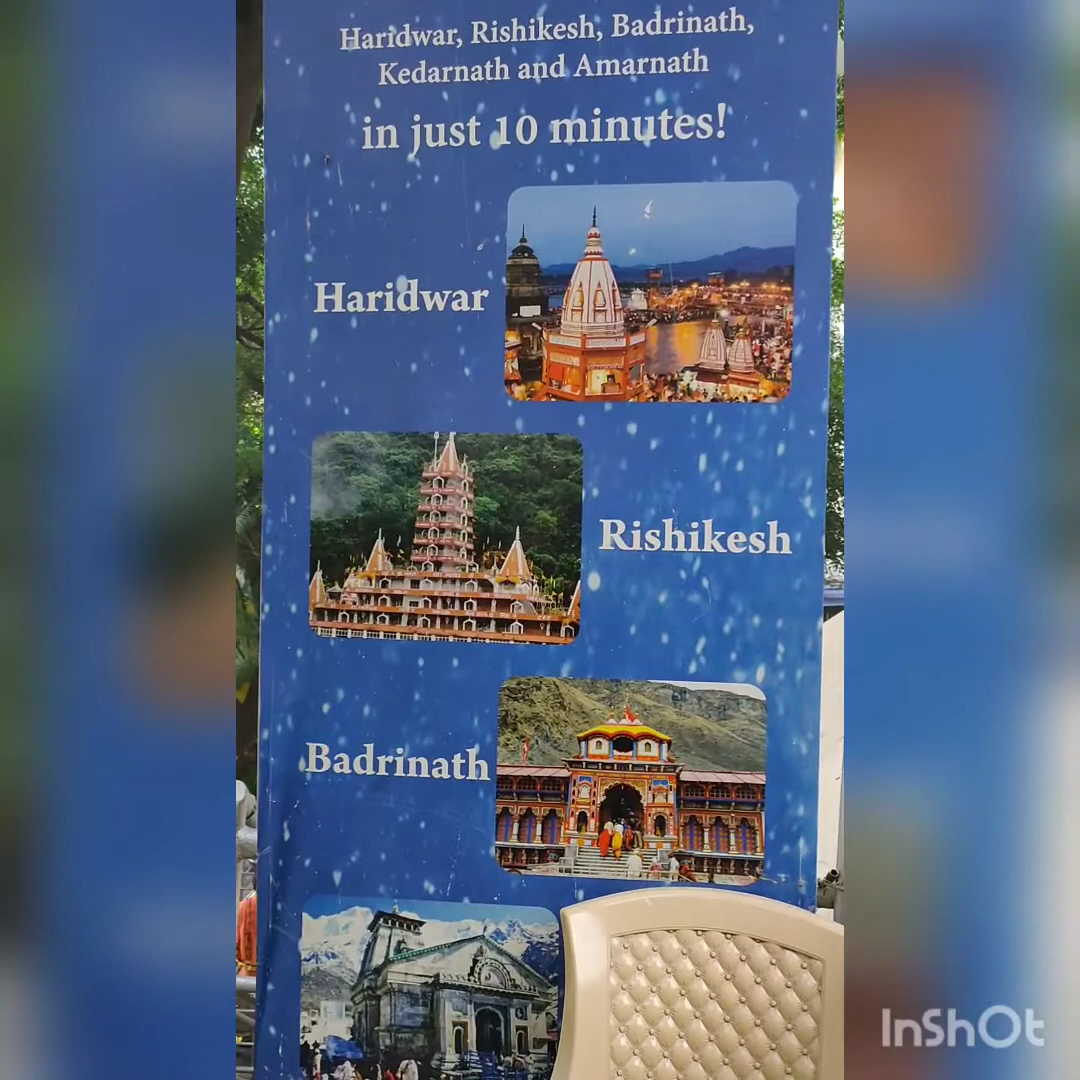 Haridwar, Rishikesh, Badrinath,
Kedarnath and Amarnath
in just 10 minutes!
Haridwar
Rishikesh
Badrinath
InShOt